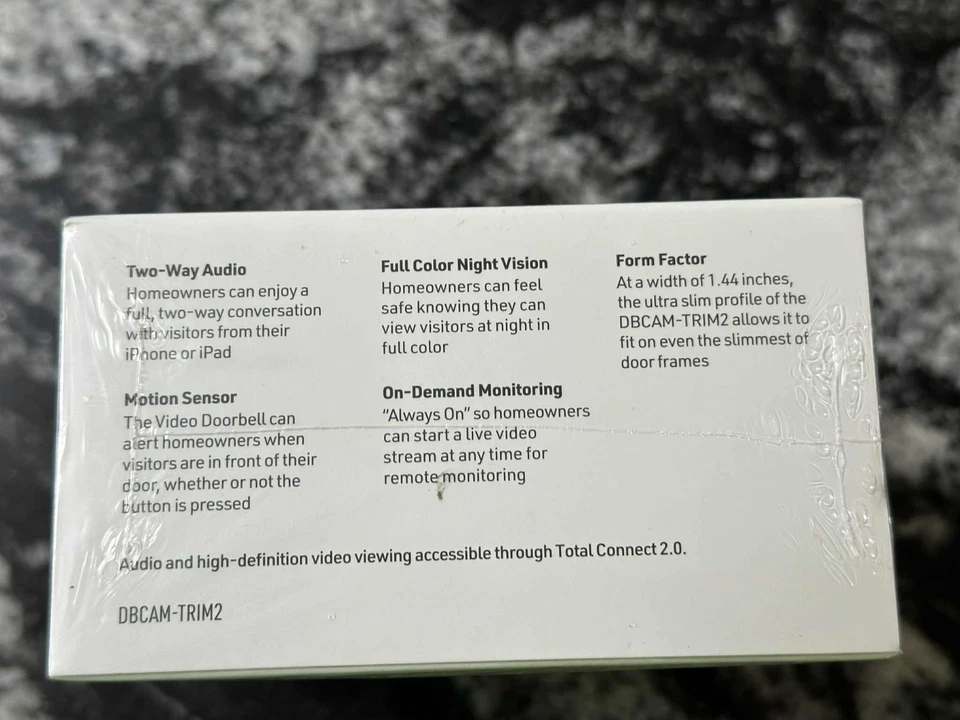 Two-Way Audio
Homeowners can enjoy a
full, two-way conversation
with visitors from their
iPhone or iPad
Full Color Night Vision
Homeowners can feel
safe knowing they can
view visitors at night in
full color
Form Factor
At a width of 1.44 inches,
the ultra slim profile of the
DBCAM-TRIM2 allows it to
fit on even the slimmest of
door frames
Motion Sensor
The Video Doorbell can
alert homeowners when
visitors are in front of their
door, whether or not the
button is pressed
On-Demand Monitoring
“Always On” so homeowners
can start a live video
stream at any time for
remote monitoring
Audio and high-definition video viewing accessible through Total Connect 2.0.
DBCAM-TRIM2